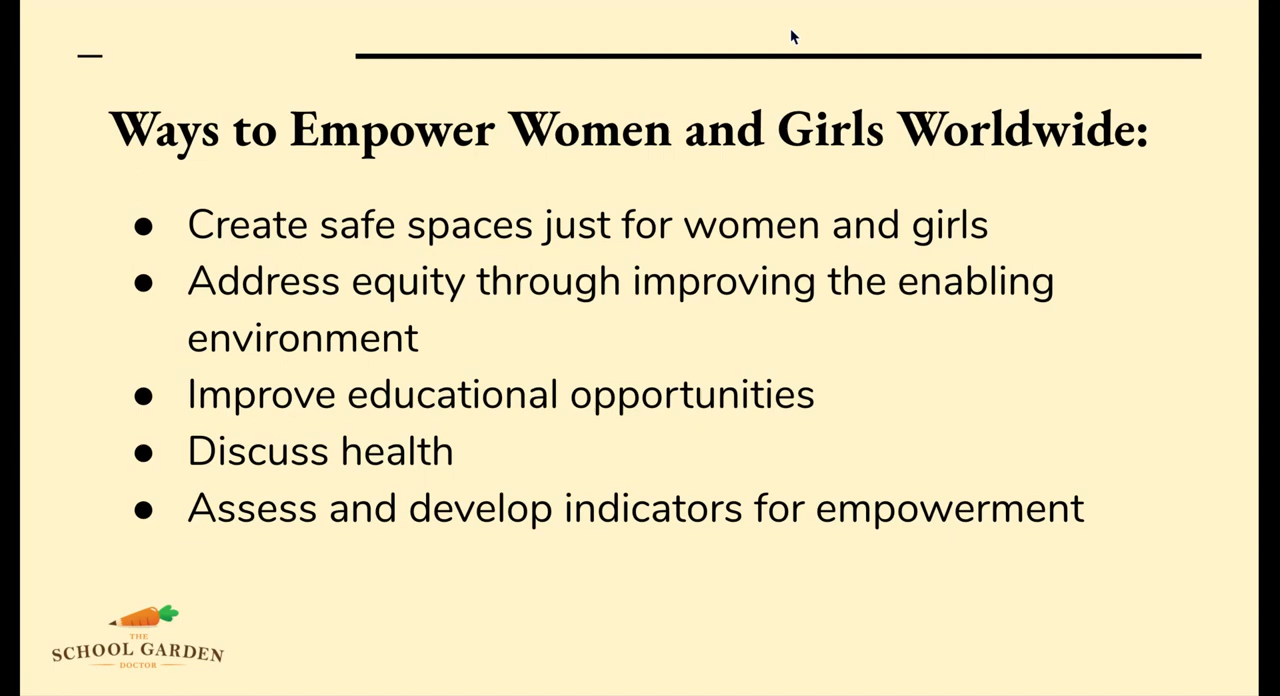 Ways to Empower Women and Girls Worldwide:
● Create safe spaces just for women and girls
● Address equity through improving the enabling
environment
● Improve educational opportunities
● Discuss health
● Assess and develop indicators for empowerment
THE
SCHOOL GARDEN
DOCTOR